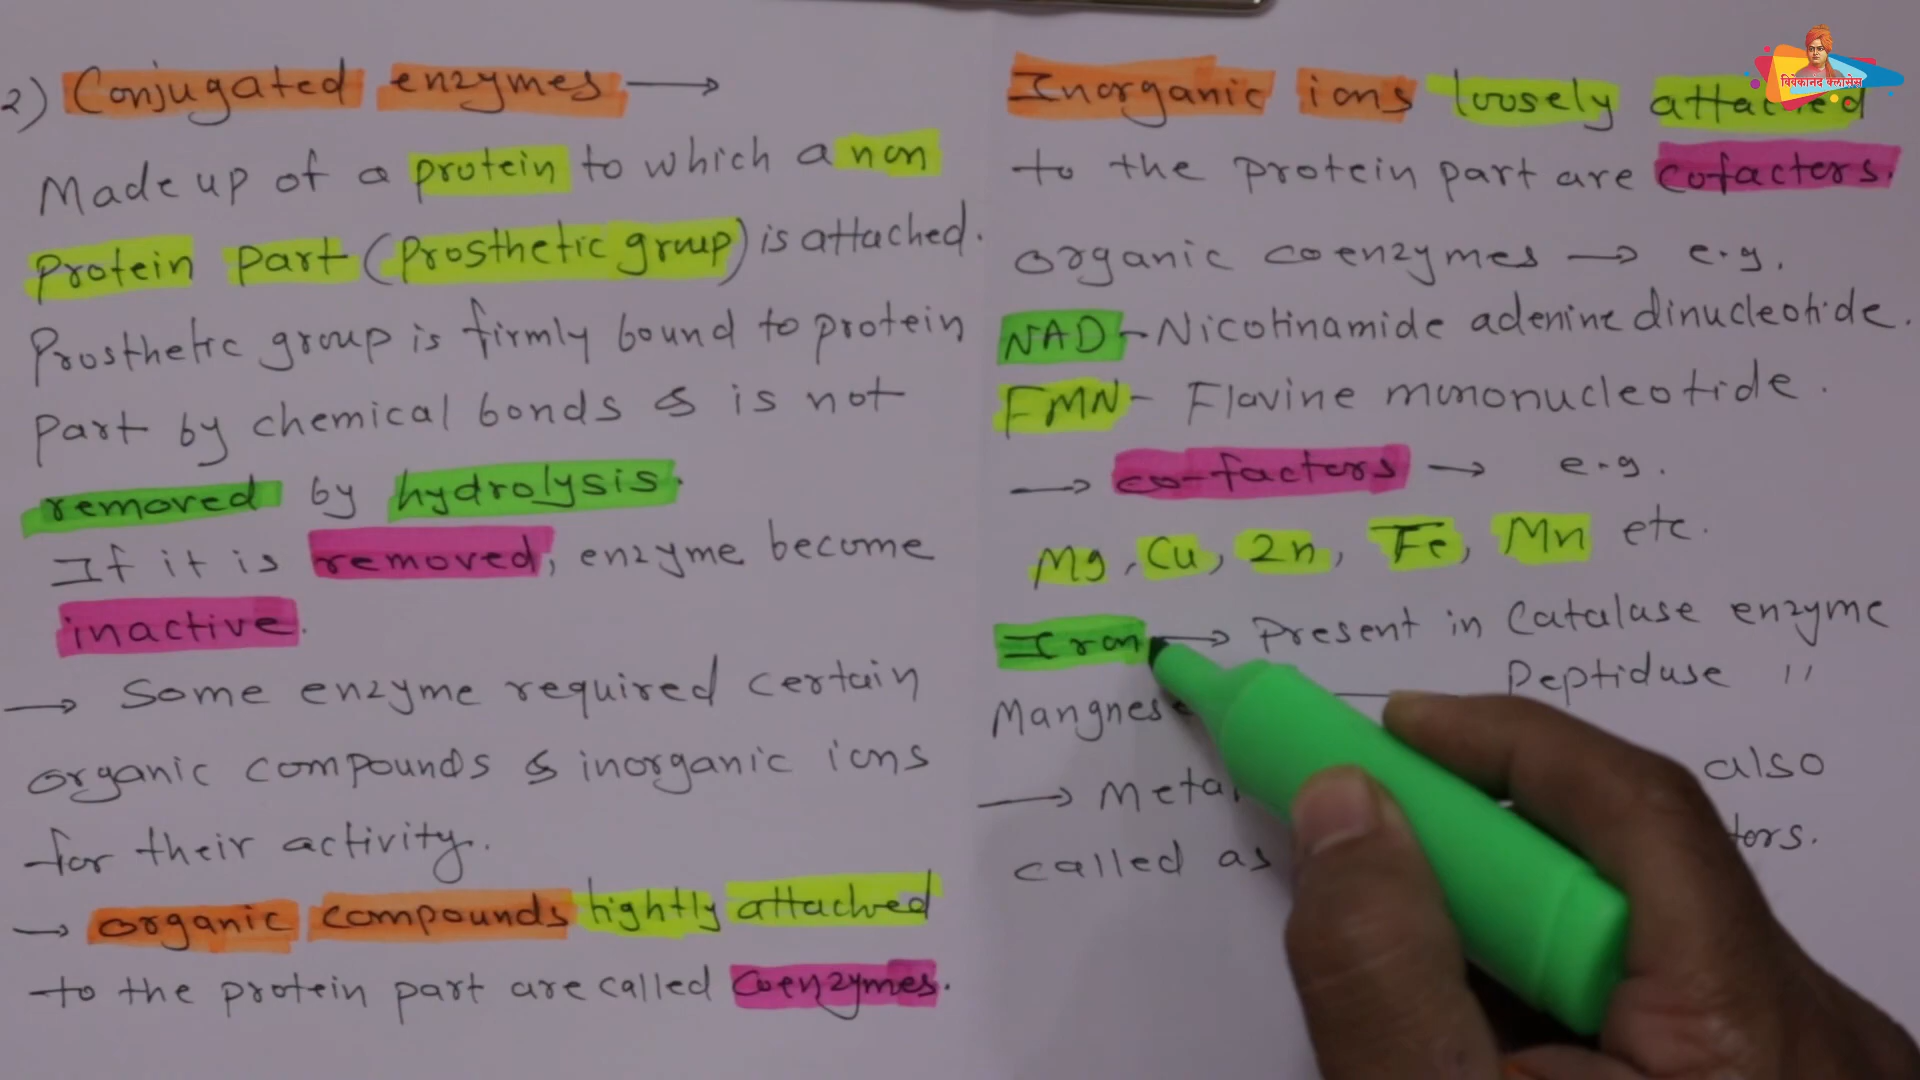 2) Conjugated enzymes →
Made up of a protein to which a non
protein part (Prosthetic group) is attached.
Prosthetic group is firmly bound to protein
part by chemical bonds & is not
removed by hydrolysis.
If it is removed, enzyme become
inactive.
→ Some enzyme required certain
organic compounds & inorganic ions
for their activity.
→ organic compounds tightly attached
to the protein part are called coenzymes.
Inorganic ions loosely attached
to the protein part are cofactors.
organic coenzymes → e.g.
NAD - Nicotinamide adenine dinucleotide.
FMN - Flavine mononucleotide.
→ co-factors → e.g.
Mg, Cu, Zn, Fe, Mn etc.
Iron → Present in Catalase enzyme
Mangnese Peptiduse "
→ Meta also
called as tors.
विवेकानंद क्लासेस